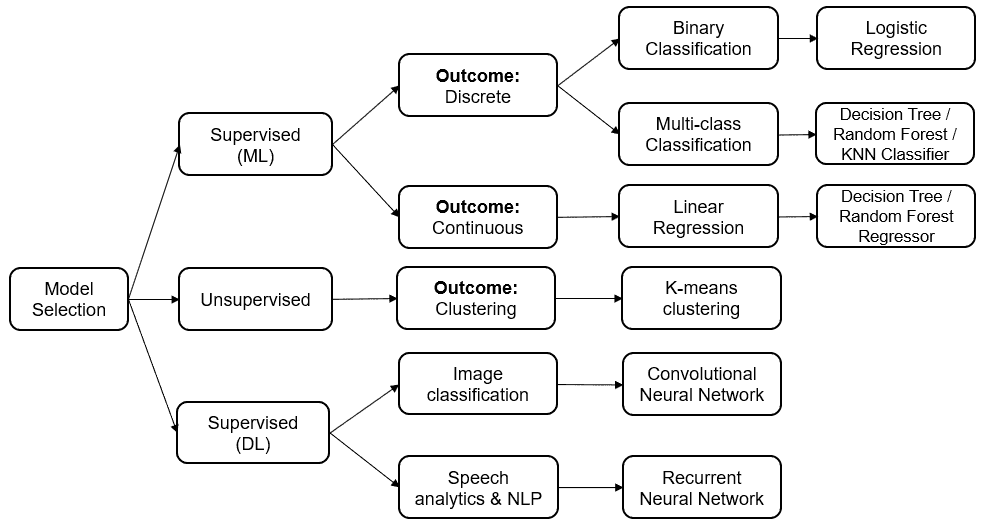 Binary
Classification
Logistic
Regression
Outcome:
Discrete
Supervised
(ML)
Multi-class
Classification
Decision Tree /
Random Forest /
KNN Classifier
Outcome:
Continuous
Linear
Regression
Decision Tree /
Random Forest
Regressor
Model
Selection
Unsupervised
Outcome:
Clustering
K-means
clustering
Supervised
(DL)
Image
classification
Convolutional
Neural Network
Speech
analytics & NLP
Recurrent
Neural Network